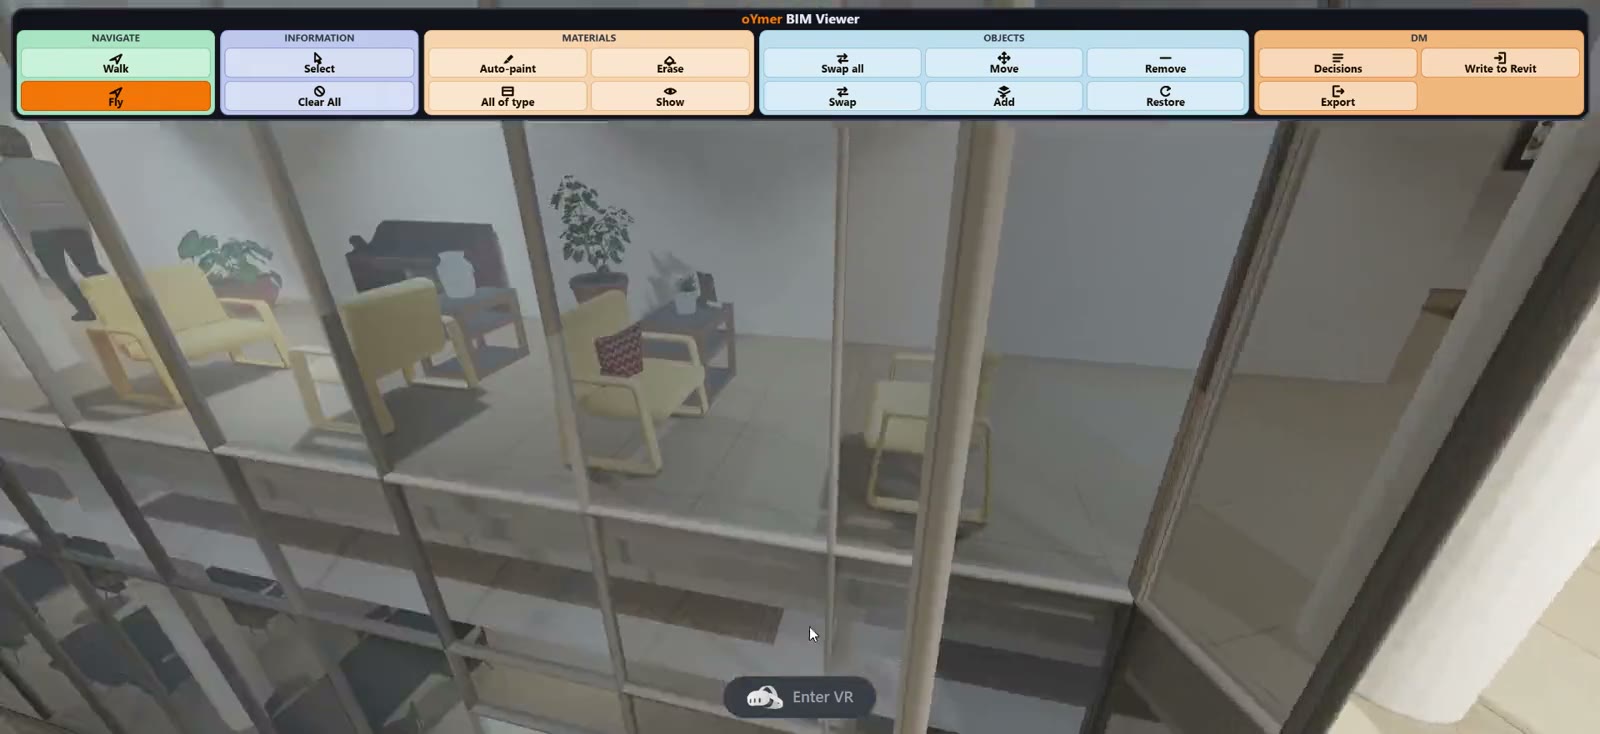 oYmer BIM Viewer
NAVIGATE
Walk
Fly
INFORMATION
Select
Clear All
MATERIALS
Auto-paint
Erase
All of type
Show
OBJECTS
Swap all
Move
Remove
Swap
Add
Restore
DM
Decisions
Write to Revit
Export
Enter VR